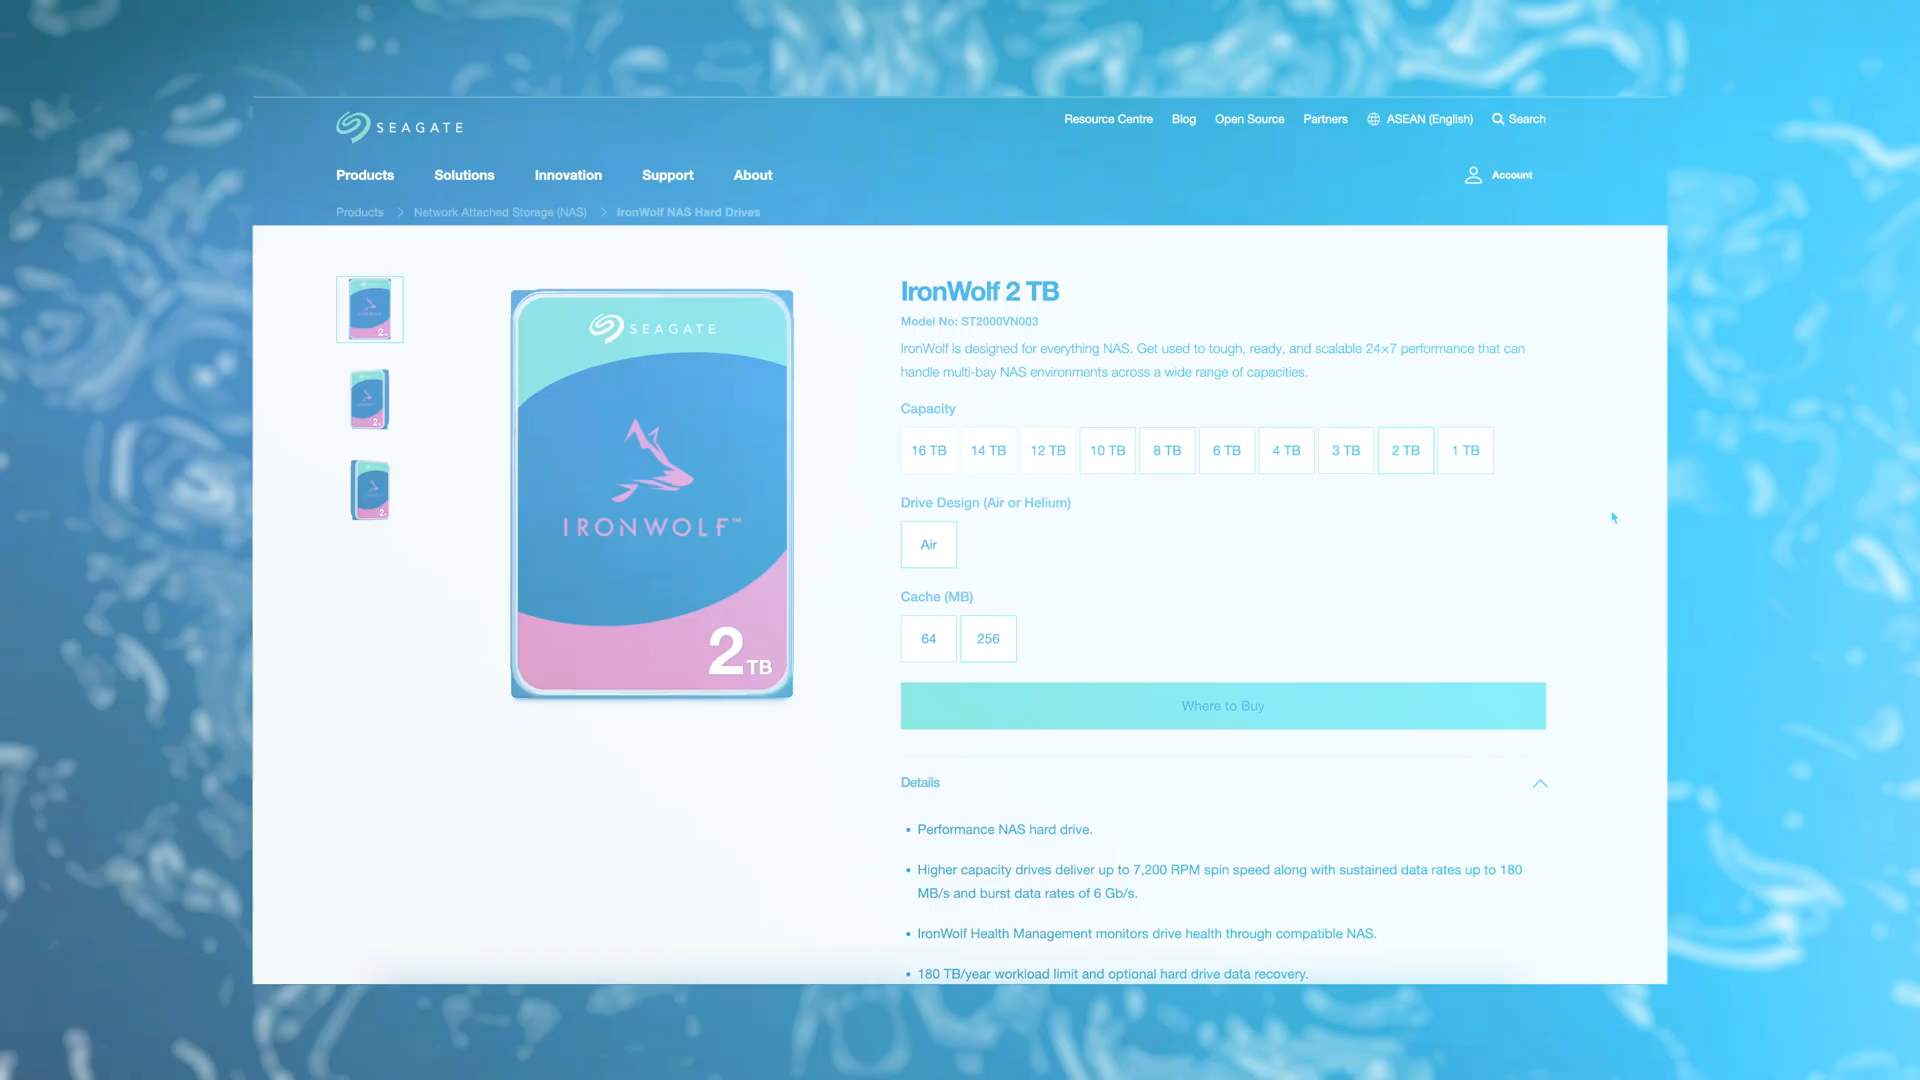 SEAGATE
Resource Centre
Blog
Open Source
Partners
ASEAN (English)
Search
Products
Solutions
Innovation
Support
About
Account
Products > Network Attached Storage (NAS) > IronWolf NAS Hard Drives
SEAGATE
IRONWOLF™
2TB
IronWolf 2 TB
Model No: ST2000VN003
IronWolf is designed for everything NAS. Get used to tough, ready, and scalable 24×7 performance that can
handle multi-bay NAS environments across a wide range of capacities.
Capacity
16 TB
14 TB
12 TB
10 TB
8 TB
6 TB
4 TB
3 TB
2 TB
1 TB
Drive Design (Air or Helium)
Air
Cache (MB)
64
256
Where to Buy
Details
• Performance NAS hard drive.
• Higher capacity drives deliver up to 7,200 RPM spin speed along with sustained data rates up to 180
MB/s and burst data rates of 6 Gb/s.
• IronWolf Health Management monitors drive health through compatible NAS.
• 180 TB/year workload limit and optional hard drive data recovery.